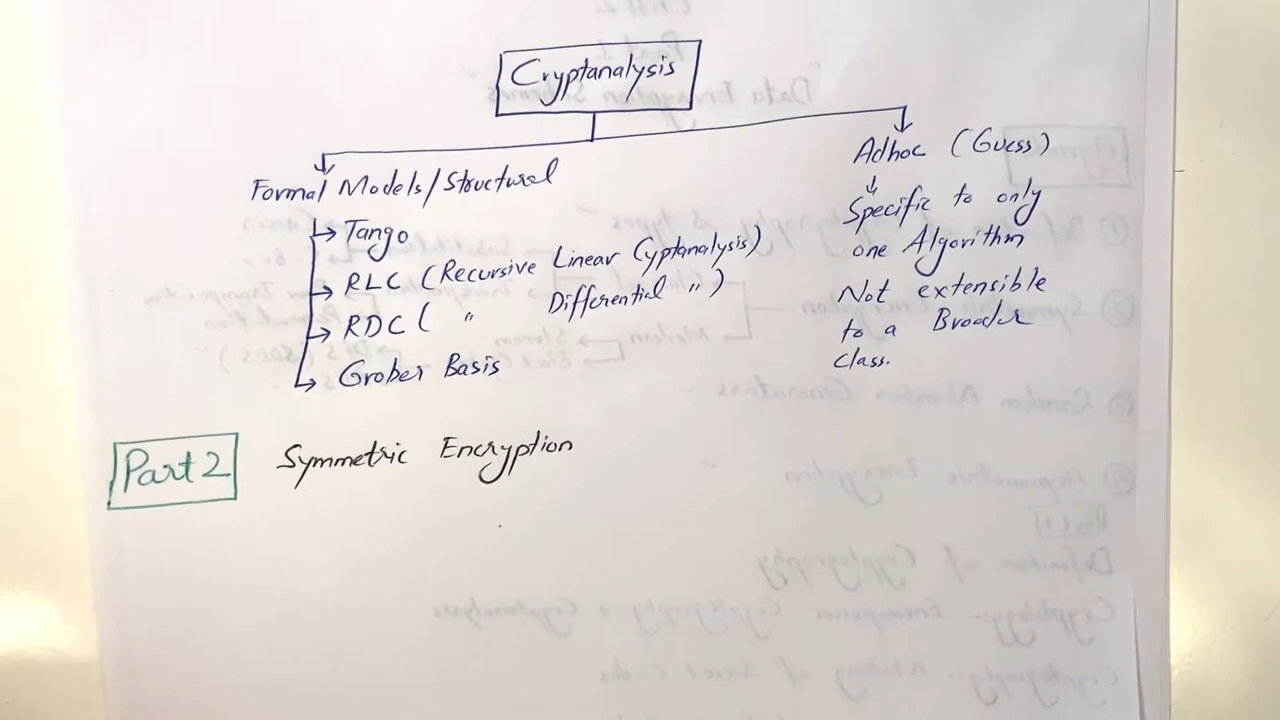 Cryptanalysis
Formal Models/Structural
Tango
RLC (Recursive Linear Cyptanalysis)
RDC ( " Differential " )
Grober Basis
Adhoc (Guess)
Specific to only
one Algorithm
Not extensible
to a Broader
class.
Part 2 Symmetric Encryption